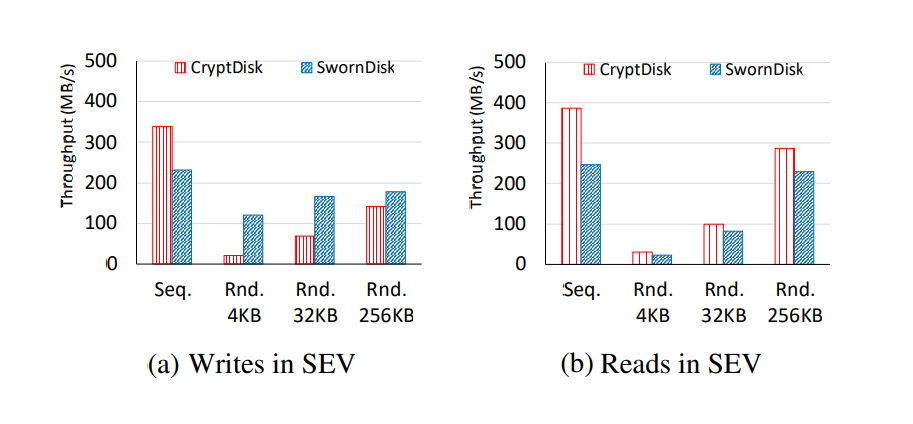 500
400
300
200
100
0
Throughput (MB/s)
CryptDisk SwornDisk
Seq. Rnd. Rnd. Rnd.
4KB 32KB 256KB
(a) Writes in SEV
500
400
300
200
100
0
Throughput (MB/s)
CryptDisk SwornDisk
Seq. Rnd. Rnd. Rnd.
4KB 32KB 256KB
(b) Reads in SEV